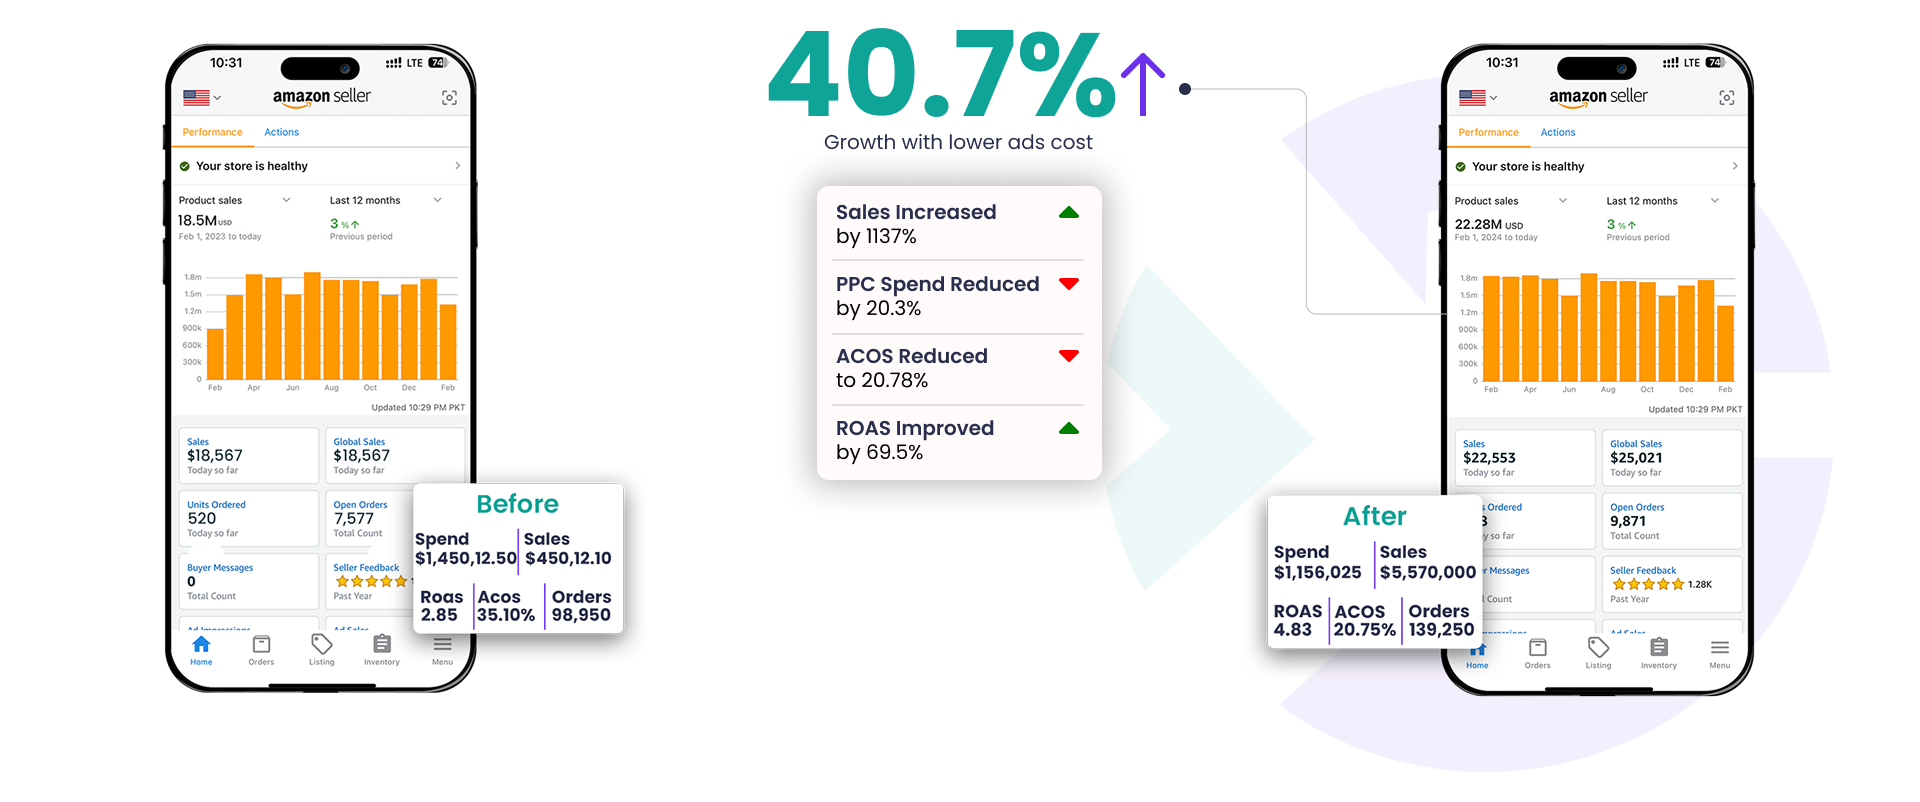 10:31
LTE 74
amazon seller
Performance Actions
Your store is healthy
Product sales Last 12 months
18.5M USD 3 %
Feb 1, 2023 to today Previous period
1.8m
1.5m
1.2m
900k
600k
300k
0
Feb Apr Jun Aug Oct Dec Feb
Updated 10:29 PM PKT
Sales
$18,567
Today so far
Global Sales
$18,567
Today so far
Units Ordered
520
Today so far
Open Orders
7,577
Total Count
Buyer Messages
0
Total Count
Seller Feedback
Past Year
Ad Impressions Ad Sales
Home Orders Listing Inventory Menu
Before
Spend Sales
$1,450,12.50 $450,12.10
Roas Acos Orders
2.85 35.10% 98,950
40.7%
Growth with lower ads cost
Sales Increased
by 1137%
PPC Spend Reduced
by 20.3%
ACOS Reduced
to 20.78%
ROAS Improved
by 69.5%
10:31
LTE 74
amazon seller
Performance Actions
Your store is healthy
Product sales Last 12 months
22.28M USD 3 %
Feb 1, 2024 to today Previous period
1.8m
1.5m
1.2m
900k
600k
300k
0
Feb Apr Jun Aug Oct Dec Feb
Updated 10:29 PM PKT
Sales
$22,553
Today so far
Global Sales
$25,021
Today so far
s Ordered
3
y so far
Open Orders
9,871
Total Count
r Messages
Count
Seller Feedback
1.28K
Past Year
Ad Sales
Home Orders Listing Inventory Menu
After
Spend Sales
$1,156,025 $5,570,000
ROAS ACOS Orders
4.83 20.75% 139,250